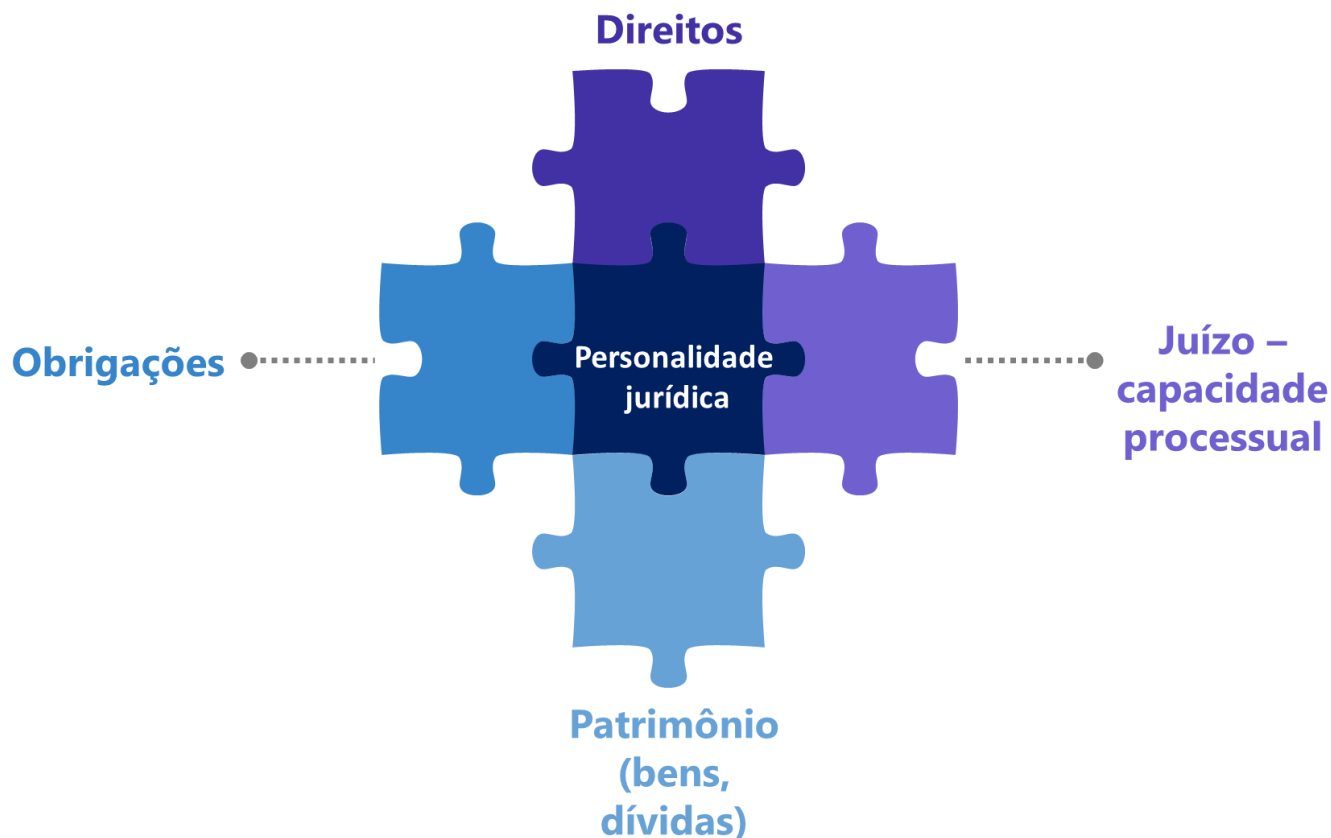 Direitos
Obrigações
Personalidade
jurídica
Juízo –
capacidade
processual
Patrimônio
(bens,
dívidas)